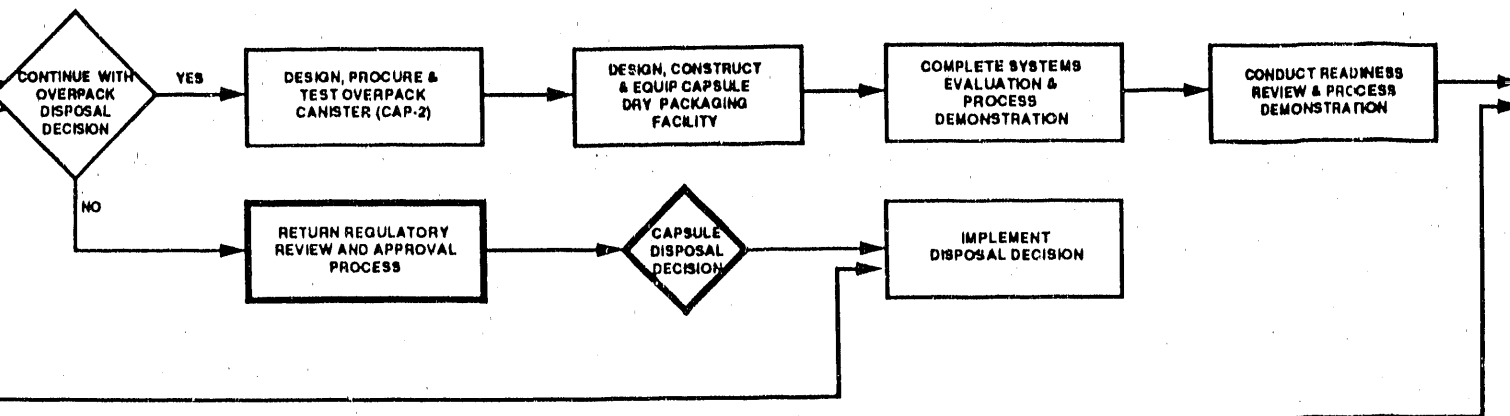 CONTINUE WITH
OVERPACK
DISPOSAL
DECISION
YES
DESIGN, PROCURE &
TEST OVERPACK
CANISTER (CAP-2)
DESIGN, CONSTRUCT
& EQUIP CAPSULE
DRY PACKAGING
FACILITY
COMPLETE SYSTEMS
EVALUATION &
PROCESS
DEMONSTRATION
CONDUCT READINESS
REVIEW & PROCESS
DEMONSTRATION
NO
RETURN REGULATORY
REVIEW AND APPROVAL
PROCESS
CAPSULE
DISPOSAL
DECISION
IMPLEMENT
DISPOSAL DECISION